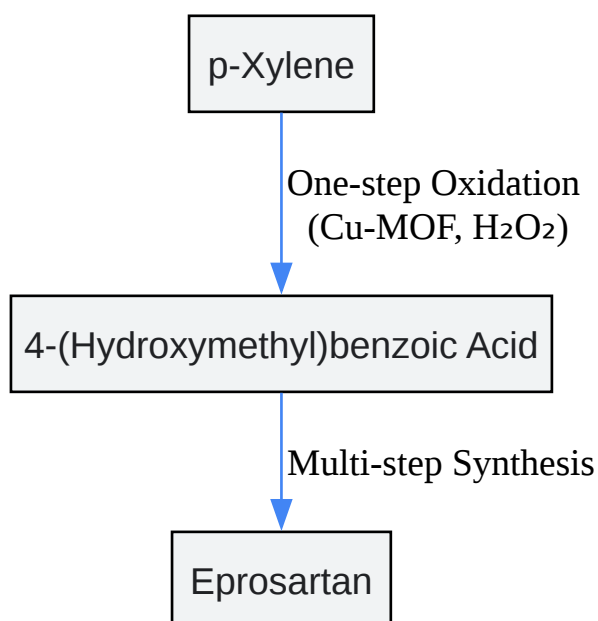 p-Xylene
One-step Oxidation
(Cu-MOF, H₂O₂)
4-(Hydroxymethyl)benzoic Acid
Multi-step Synthesis
Eprosartan